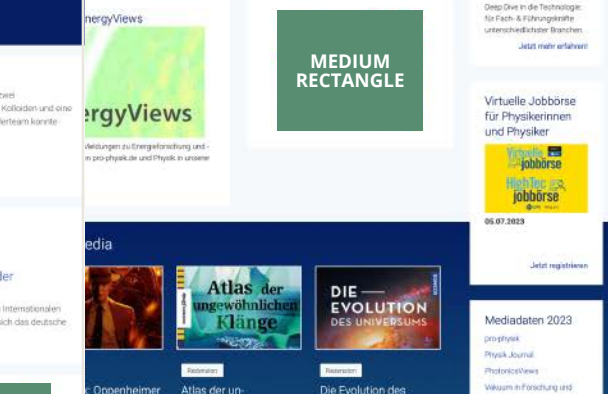 zwei
Kolloiden und eine
der
Internationalen
sich das deutsche
nergyViews
ergyViews
Meldungen zu Energieforschung und -
n pro-physik.de und Physik in unserer
MEDIUM
RECTANGLE
edia
Atlas der
ungewöhnlichen
Klänge
DIE
EVOLUTION
DES UNIVERSUMS
Rezension
Rezension
Oppenheimer
Atlas der un-
Die Evolution des
Deep Dive in die Technologie:
für Fach- & Führungskräfte
unterschiedlichster Branchen.
Jetzt mehr erfahren!
Virtuelle Jobbörse
für Physikerinnen
und Physiker
Virtuelle
jobbörse
HighTec
jobbörse
05.07.2023
Jetzt registrieren
Mediadaten 2023
pro-physik
Physik Journal
PhotonicsViews
Vakuum in Forschung und